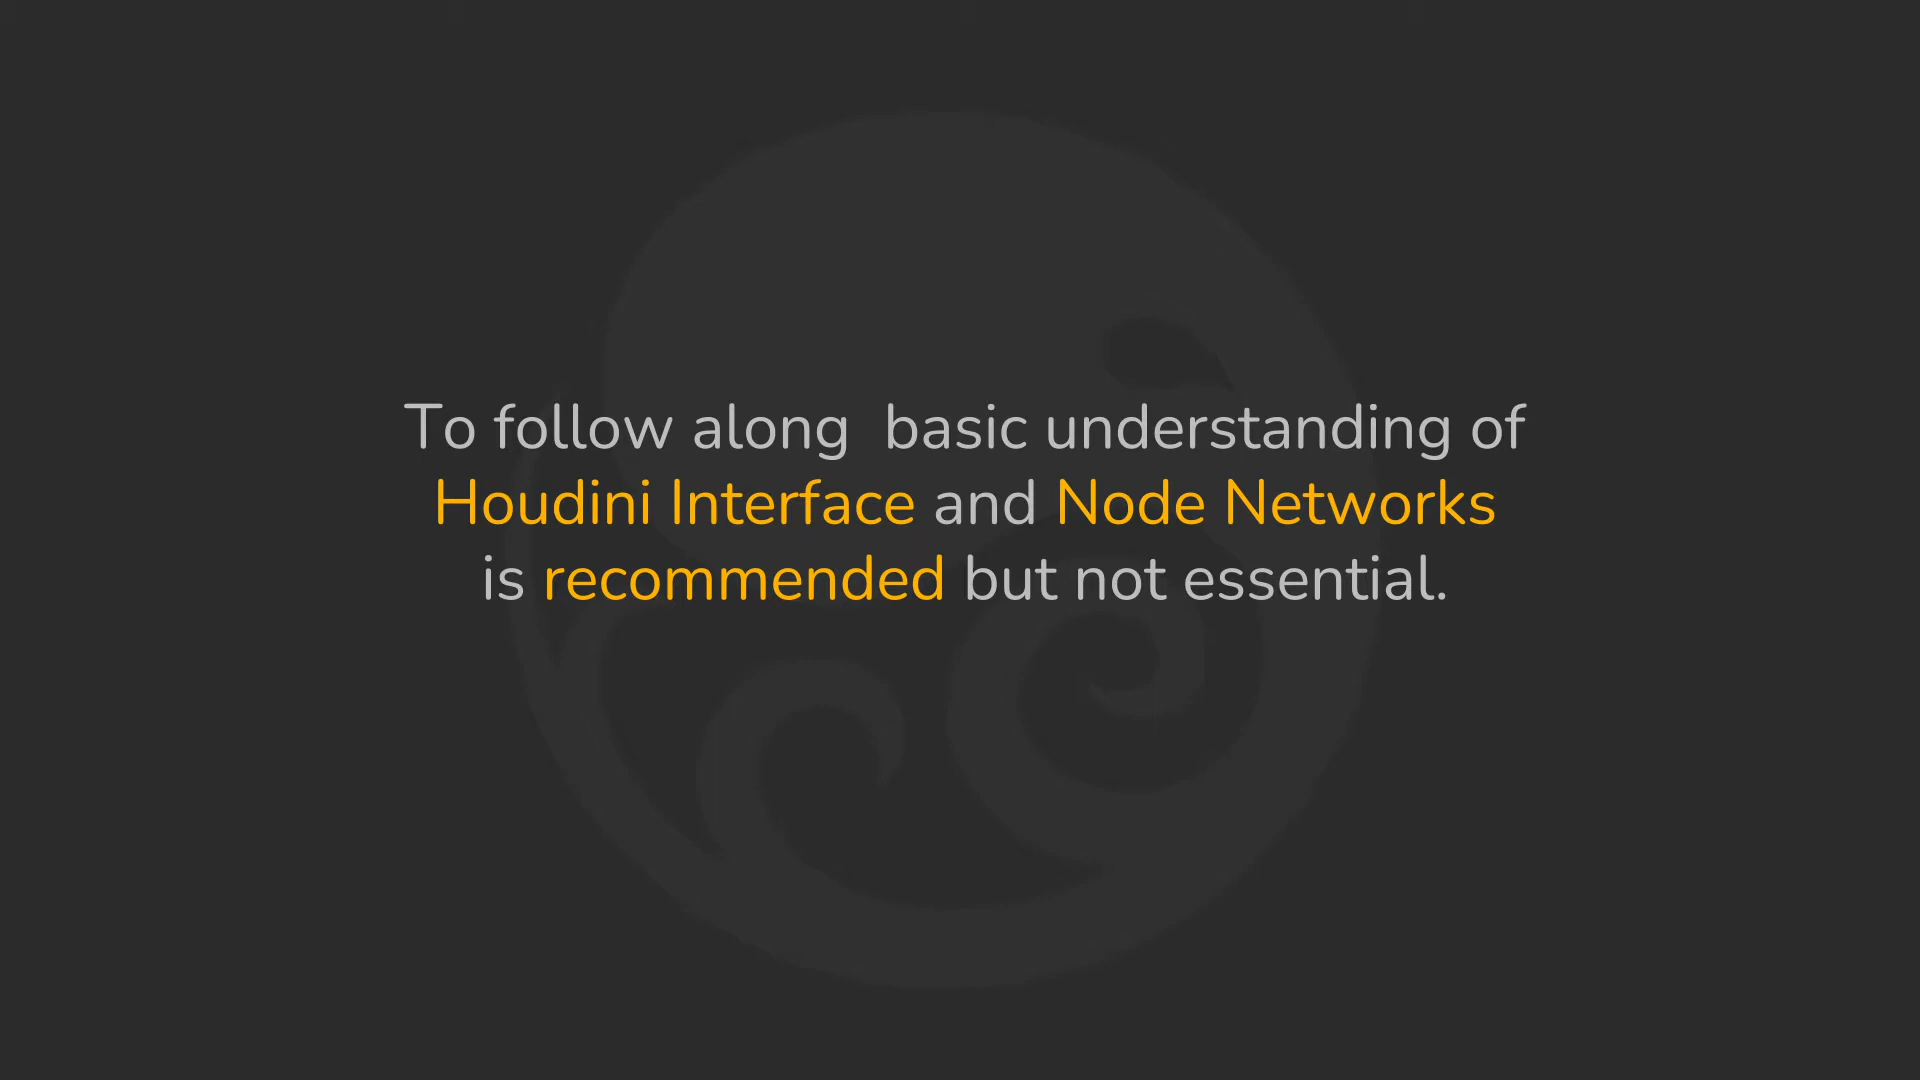 To follow along  basic understanding of
Houdini Interface and Node Networks
is recommended but not essential.